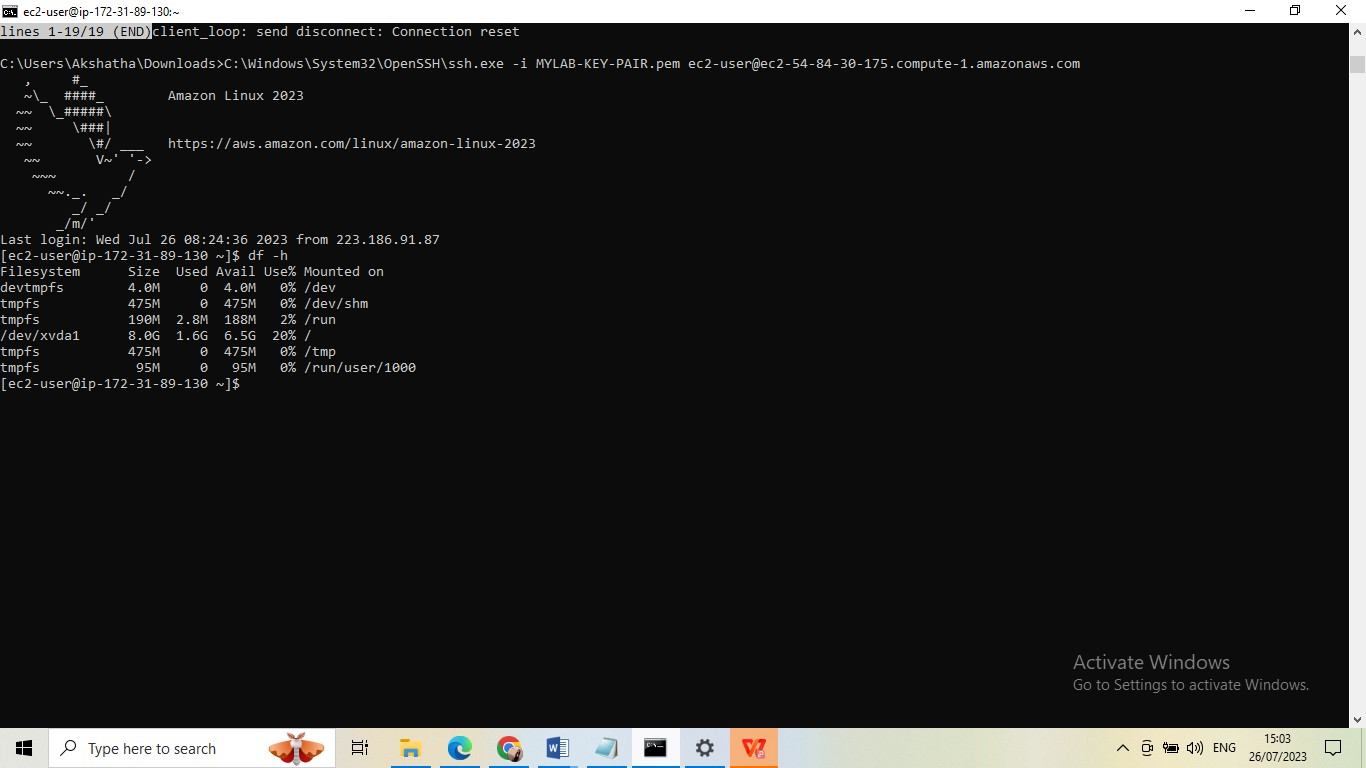 ec2-user@ip-172-31-89-130:~
lines 1-19/19 (END)client_loop: send disconnect: Connection reset
C:\Users\Akshatha\Downloads>C:\Windows\System32\OpenSSH\ssh.exe -i MYLAB-KEY-PAIR.pem ec2-user@ec2-54-84-30-175.compute-1.amazonaws.com
   ,     #_
   ~\_  ####_        Amazon Linux 2023
  ~~  \_#####\
  ~~     \###|
  ~~       \#/ ___   https://aws.amazon.com/linux/amazon-linux-2023
   ~~       V~' '->
    ~~~         /
      ~~._.   _/
         _/ _/
       _/m/'
Last login: Wed Jul 26 08:24:36 2023 from 223.186.91.87
[ec2-user@ip-172-31-89-130 ~]$ df -h
Filesystem      Size  Used Avail Use% Mounted on
devtmpfs        4.0M     0  4.0M   0% /dev
tmpfs           475M     0  475M   0% /dev/shm
tmpfs           190M  2.8M  188M   2% /run
/dev/xvda1      8.0G  1.6G  6.5G  20% /
tmpfs           475M     0  475M   0% /tmp
tmpfs            95M     0   95M   0% /run/user/1000
[ec2-user@ip-172-31-89-130 ~]$
Activate Windows
Go to Settings to activate Windows.
Type here to search
ENG
15:03
26/07/2023